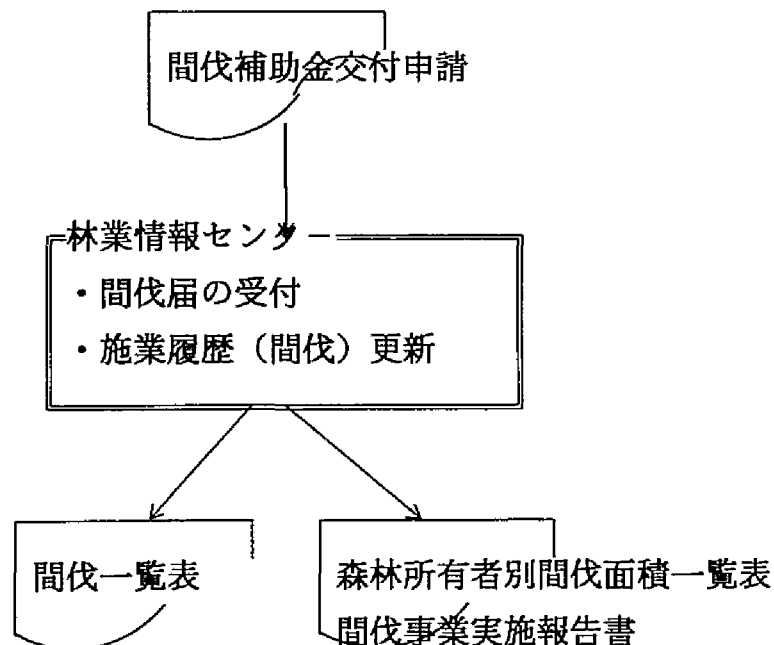 間伐補助金交付申請
林業情報センター
・間伐届の受付
・施業履歴（間伐）更新
間伐一覧表
森林所有者別間伐面積一覧表
間伐事業実施報告書